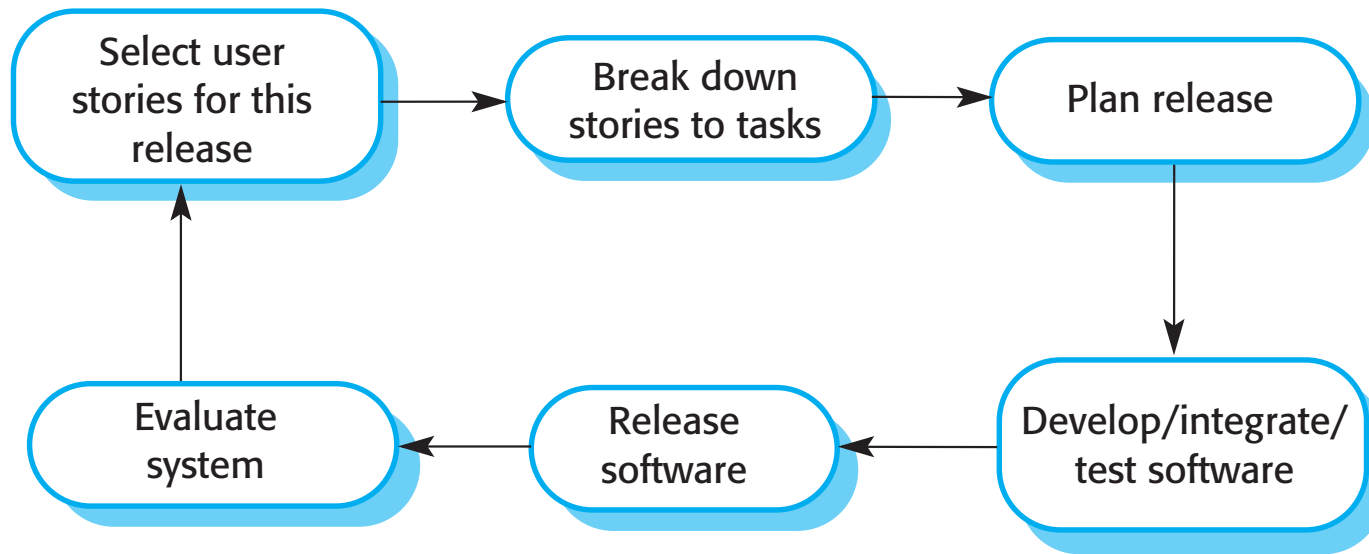 Select user
stories for this
release
Break down
stories to tasks
Plan release
Evaluate
system
Release
software
Develop/integrate/
test software